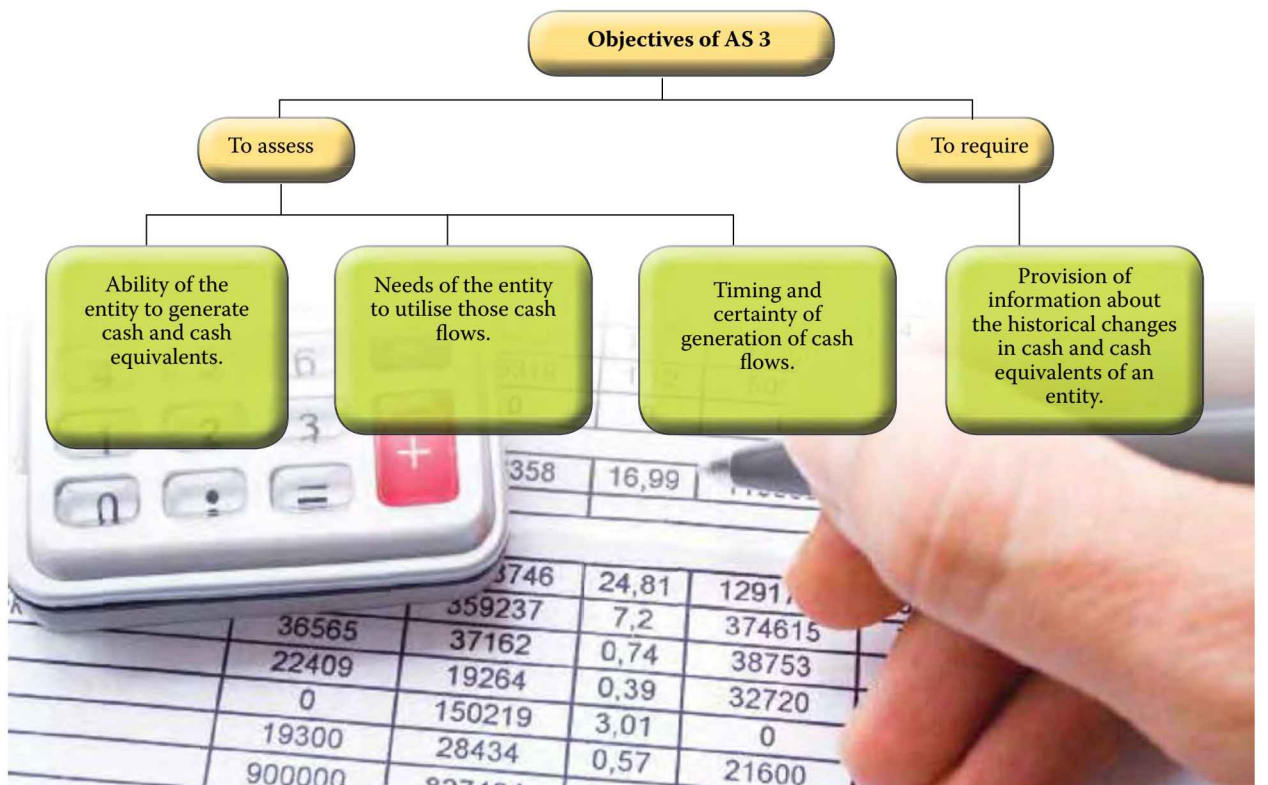 Objectives of AS 3
To assess
To require
Ability of the
entity to generate
cash and cash
equivalents.
Needs of the entity
to utilise those cash
flows.
Timing and
certainty of
generation of cash
flows.
Provision of
information about
the historical changes
in cash and cash
equivalents of an
entity.
6
2 3 +
=
358 16,99
3746 24,81
359237 7,2 374615
36565 37162 0,74 38753
22409 19264 0,39 32720
0 150219 3,01 0
19300 28434 0,57 21600
900000